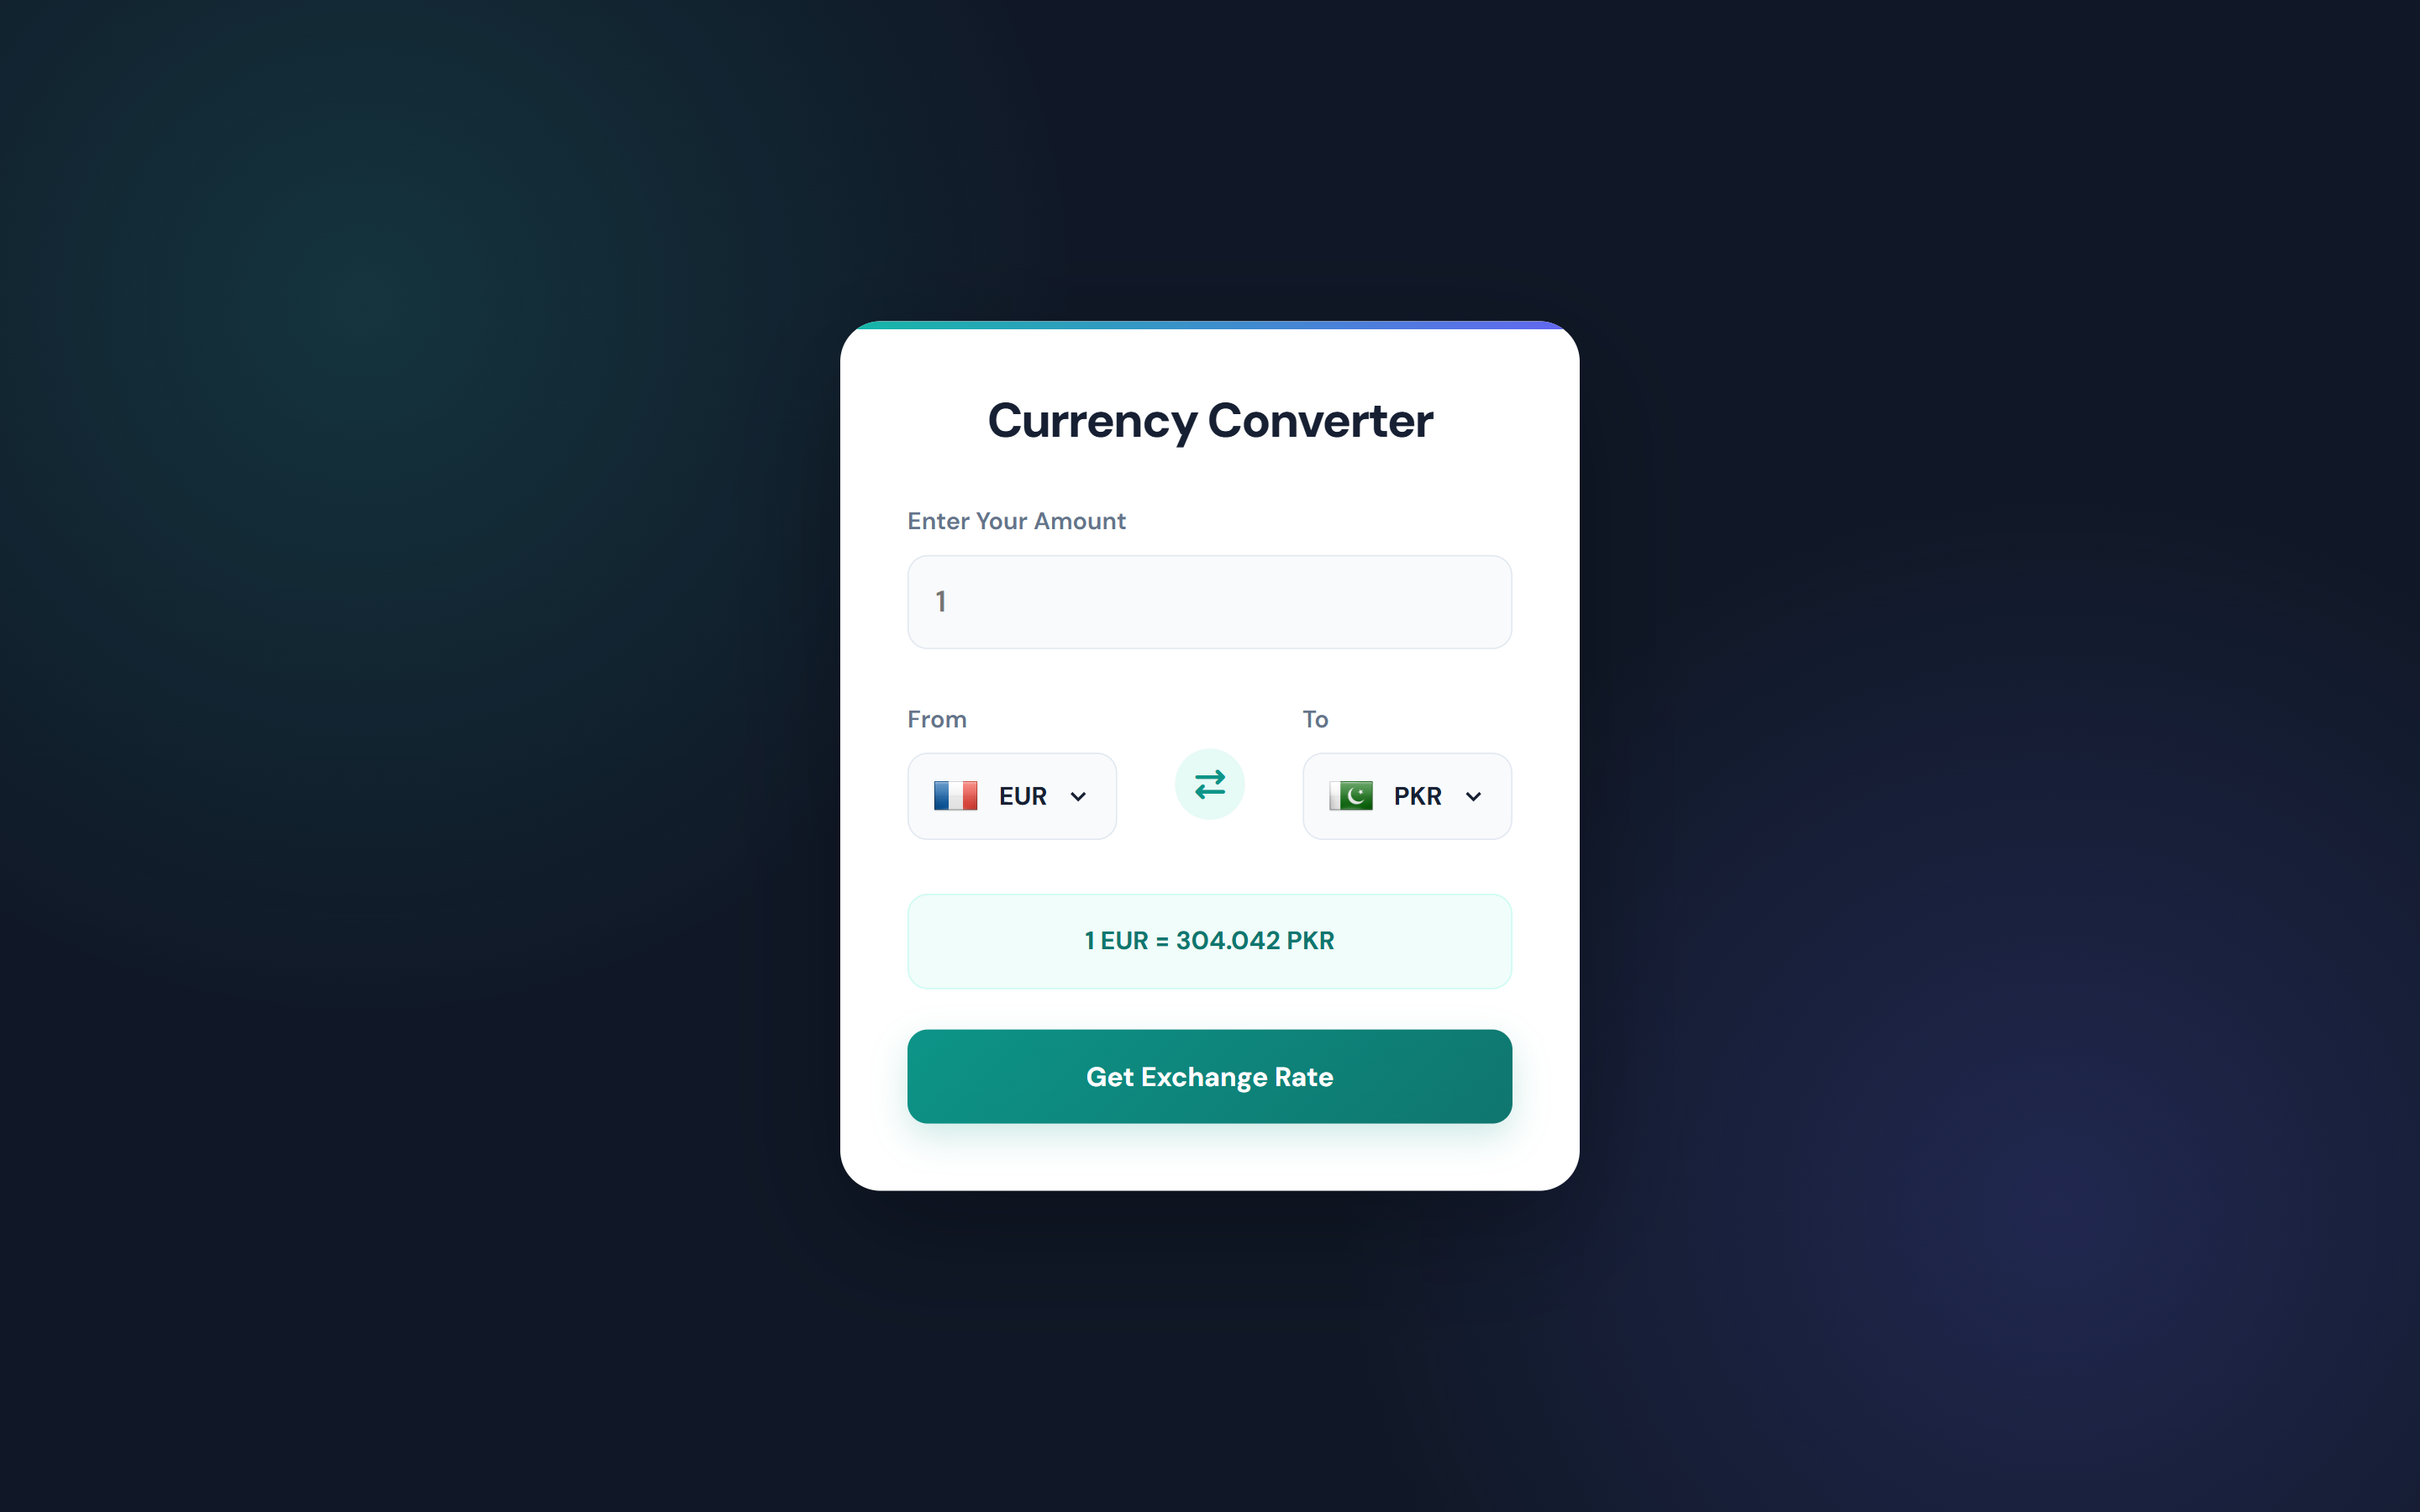 Currency Converter
Enter Your Amount
1
From
To
EUR
PKR
1 EUR = 304.042 PKR
Get Exchange Rate